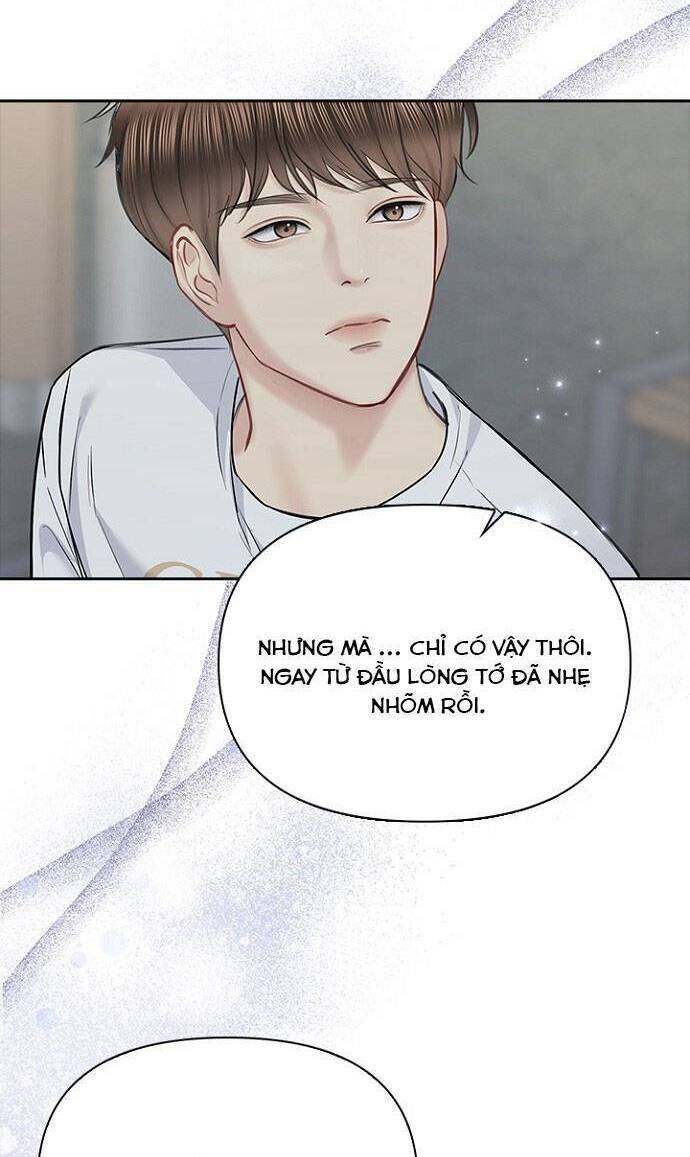 NHƯNG MÀ ... CHỈ CÓ VẬY THÔI.
NGAY TỪ ĐẦU LÒNG TỚ ĐÃ NHẸ
NHÕM RỒI.